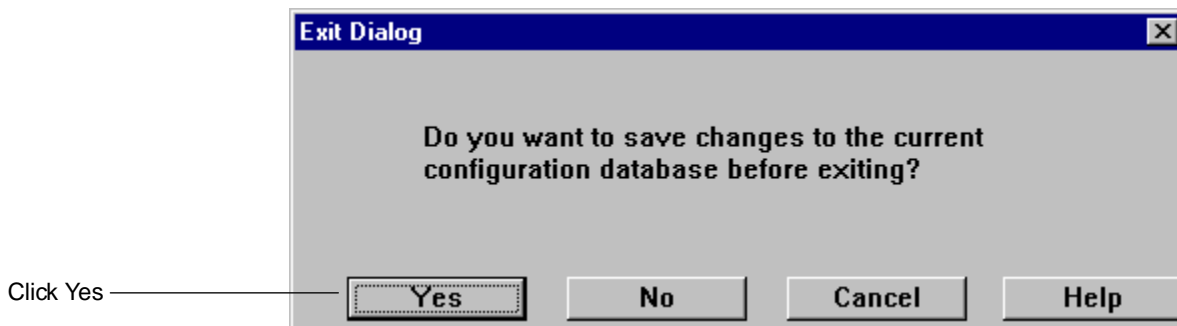 Exit Dialog
Do you want to save changes to the current
configuration database before exiting?
Click Yes
Yes
No
Cancel
Help